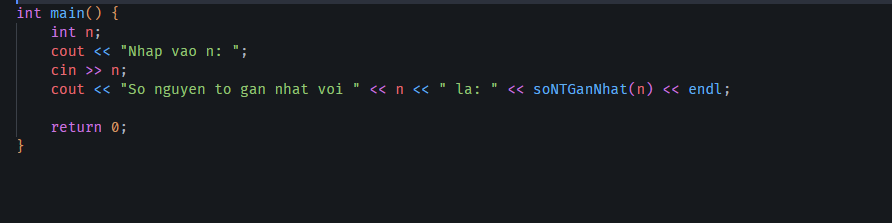 int main() {
    int n;
    cout << "Nhap vao n: ";
    cin >> n;
    cout << "So nguyen to gan nhat voi " << n << " la: " << soNTGanNhat(n) << endl;
    return 0;
}